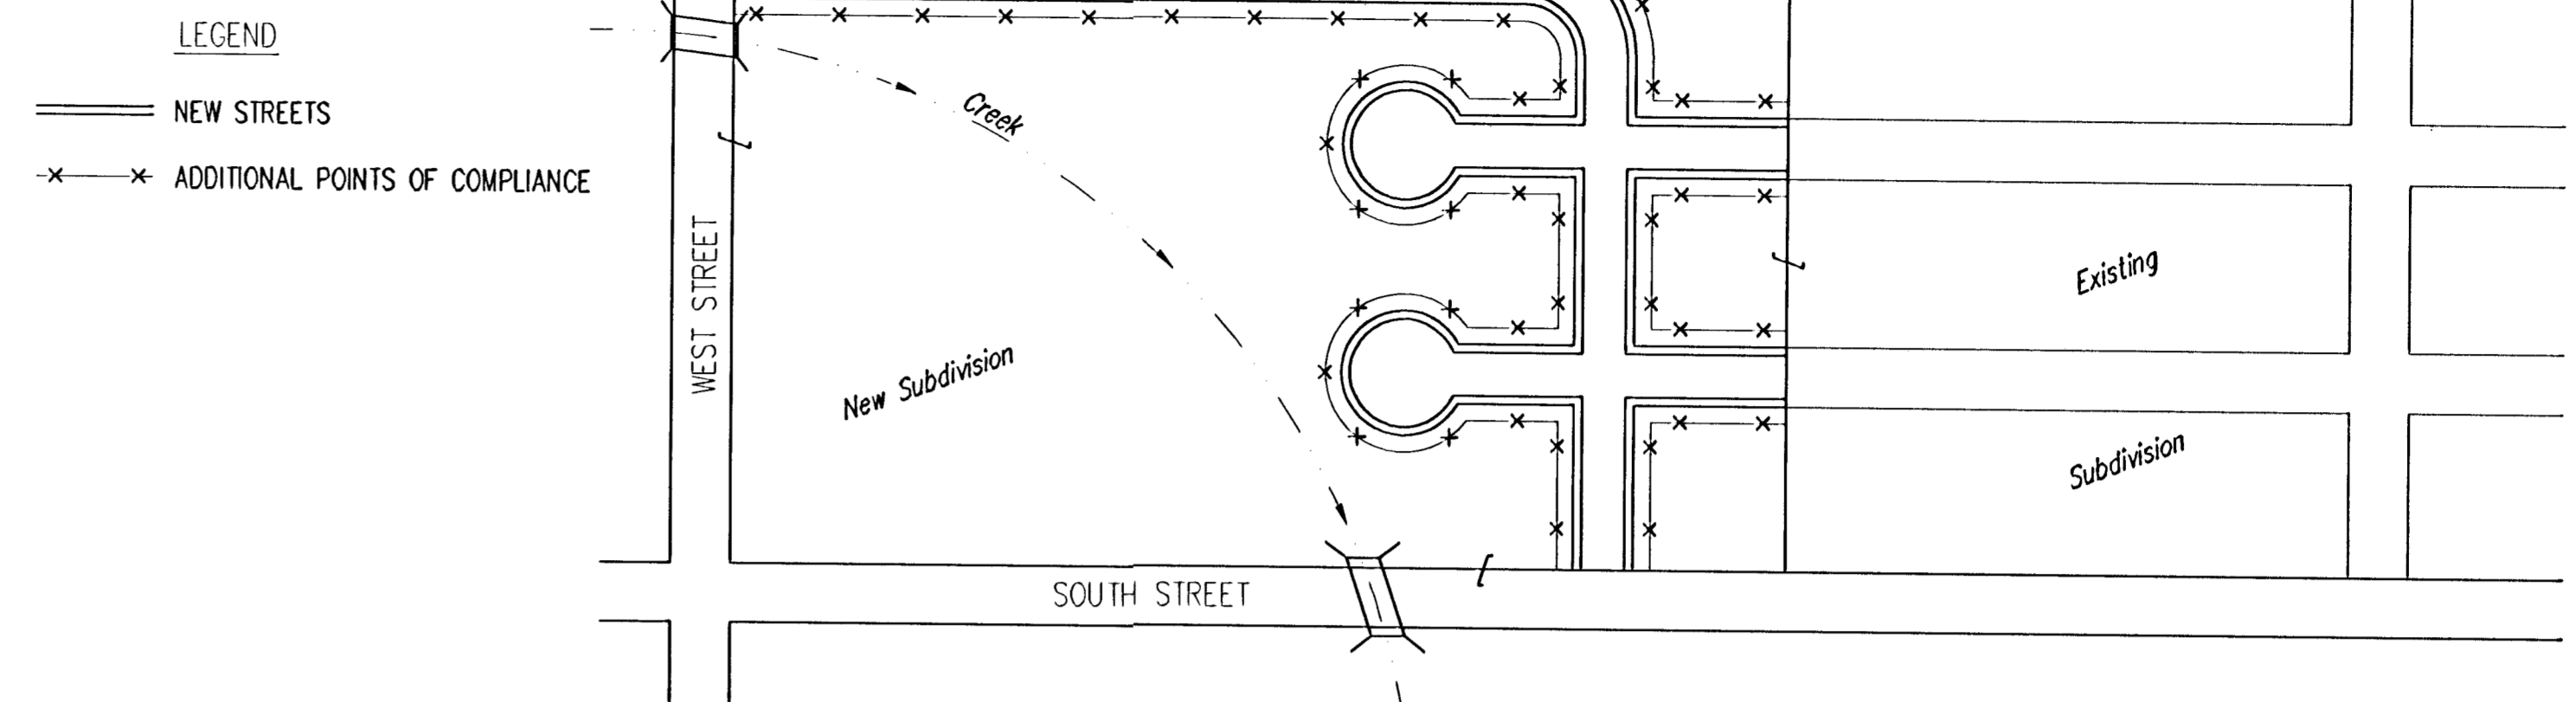 LEGEND
NEW STREETS
ADDITIONAL POINTS OF COMPLIANCE
WEST STREET
Creek
New Subdivision
SOUTH STREET
Existing
Subdivision